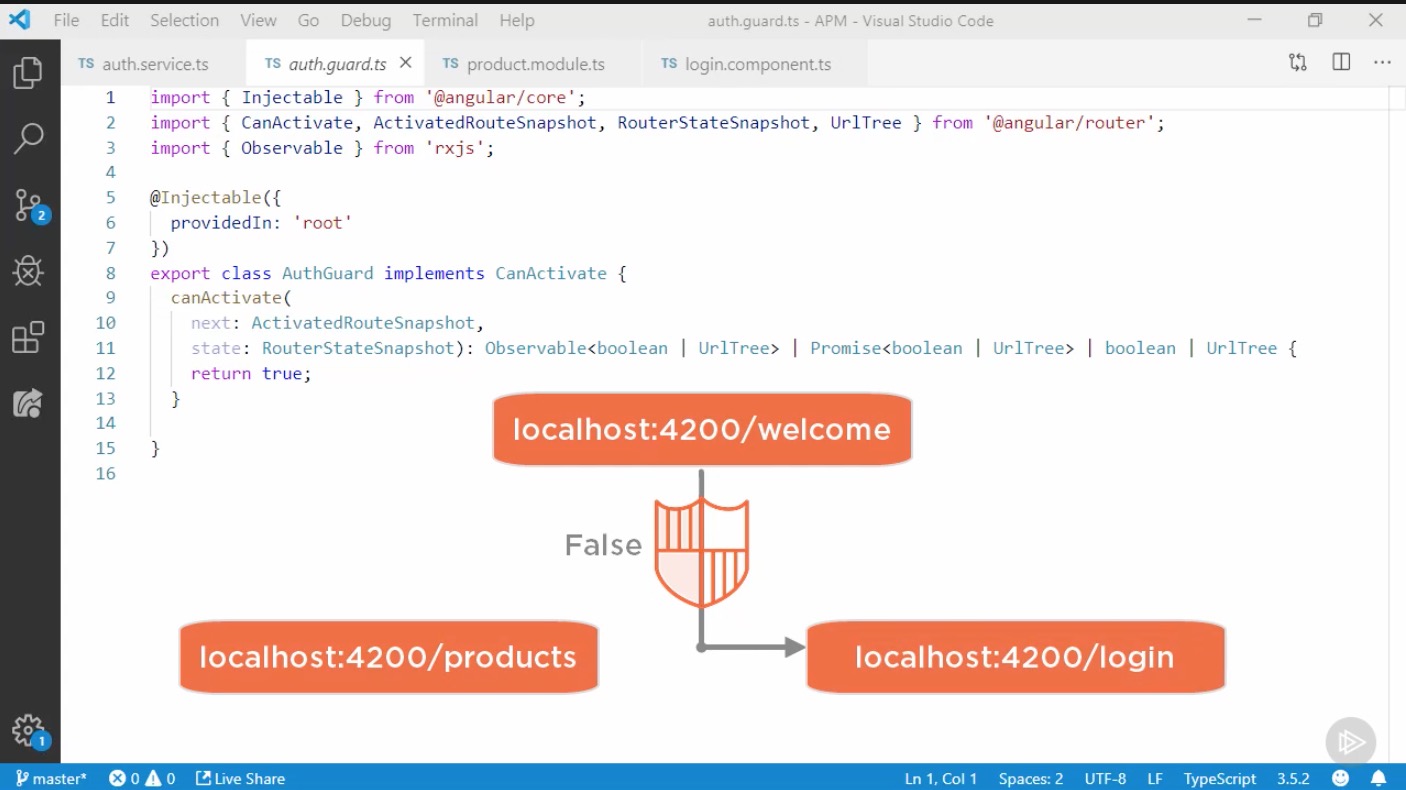 File Edit Selection View Go Debug Terminal Help auth.guard.ts - APM - Visual Studio Code
TS auth.service.ts TS auth.guard.ts TS product.module.ts TS login.component.ts
1 import { Injectable } from '@angular/core';
2 import { CanActivate, ActivatedRouteSnapshot, RouterStateSnapshot, UrlTree } from '@angular/router';
3 import { Observable } from 'rxjs';
4
5 @Injectable({
6 providedIn: 'root'
7 })
8 export class AuthGuard implements CanActivate {
9 canActivate(
10 next: ActivatedRouteSnapshot,
11 state: RouterStateSnapshot): Observable<boolean | UrlTree> | Promise<boolean | UrlTree> | boolean | UrlTree {
12 return true;
13 }
14
15 }
16
2
localhost:4200/welcome
False
localhost:4200/products
localhost:4200/login
1
master* 0 0 Live Share Ln 1, Col 1 Spaces: 2 UTF-8 LF TypeScript 3.5.2